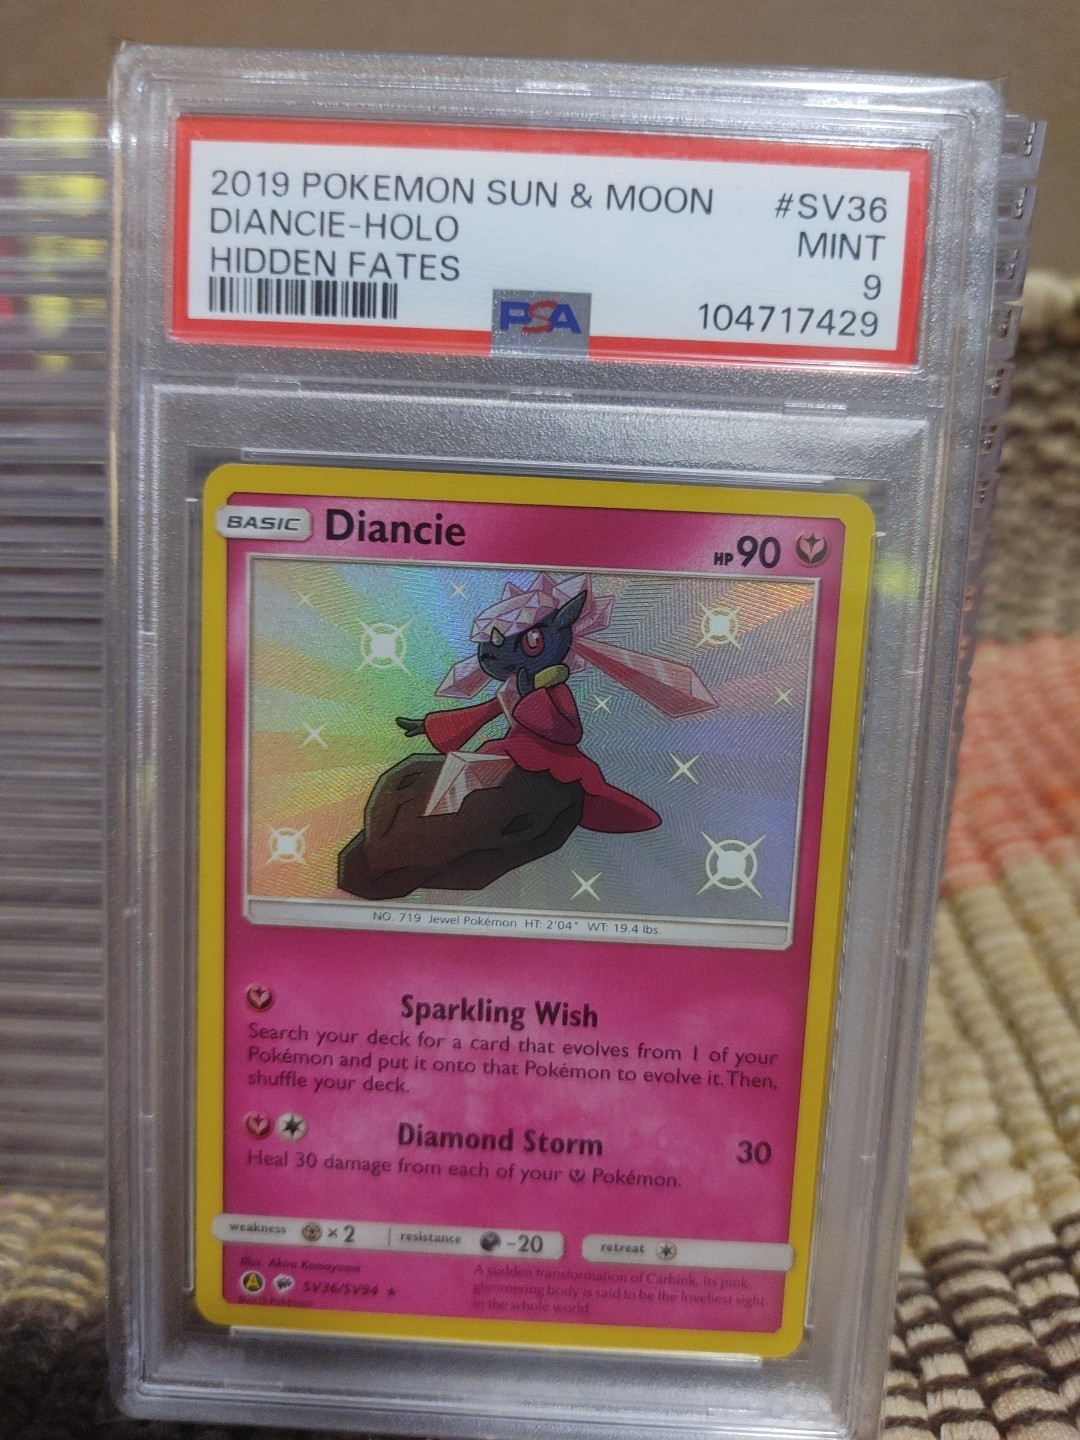 2019 POKEMON SUN & MOON #SV36
DIANCIE-HOLO MINT
HIDDEN FATES 9
PSA 104717429
BASIC Diancie HP 90
NO. 719 Jewel Pokémon HT: 2'04" WT: 19.4 lbs.
Sparkling Wish
Search your deck for a card that evolves from 1 of your
Pokémon and put it onto that Pokémon to evolve it. Then,
shuffle your deck.
Diamond Storm 30
Heal 30 damage from each of your Pokémon.
weakness ×2 resistance -20 retreat
Illus. Akira Komayama
A SV36/SV94
A sudden transformation of Carbink, its pink,
glimmering body is said to be the loveliest sight
in the whole world.